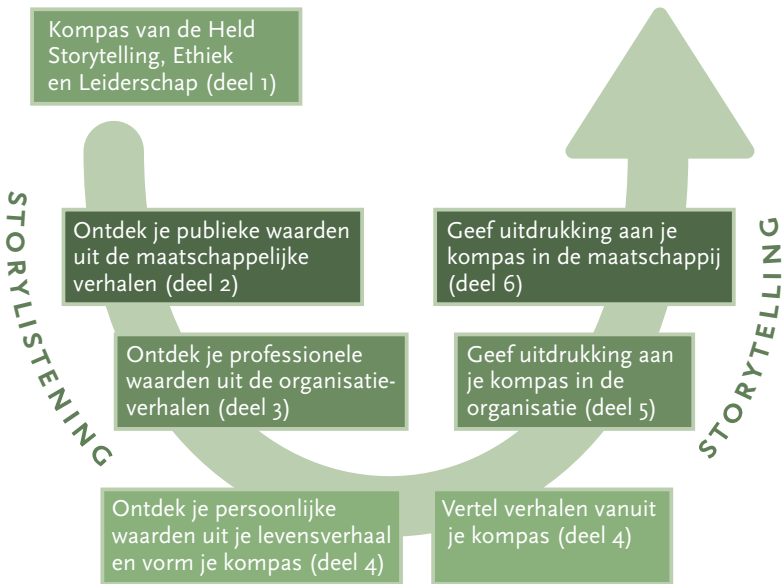 Kompas van de Held
Storytelling, Ethiek
en Leiderschap (deel 1)
STORYLISTENING
Ontdek je publieke waarden
uit de maatschappelijke
verhalen (deel 2)
Ontdek je professionele
waarden uit de organisatie-
verhalen (deel 3)
Ontdek je persoonlijke
waarden uit je levensverhaal
en vorm je kompas (deel 4)
Vertel verhalen vanuit
je kompas (deel 4)
Geef uitdrukking aan
je kompas in de
organisatie (deel 5)
Geef uitdrukking aan je
kompas in de maatschappij
(deel 6)
STORYTELLING